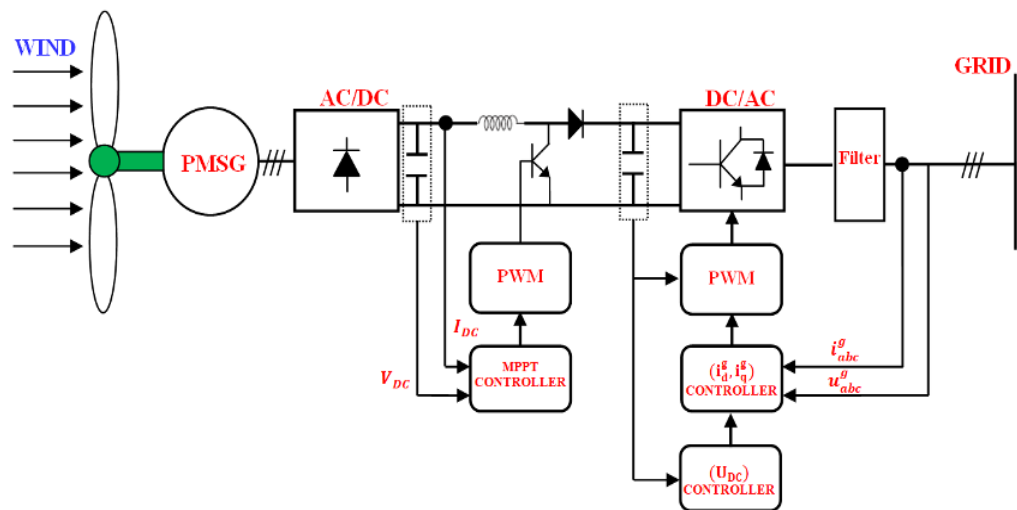 WIND
GRID
AC/DC
DC/AC
PMSG
Filter
PWM
PWM
I_DC
V_DC
MPPT
CONTROLLER
(i_d^g, i_q^g)
CONTROLLER
i_abc^g
u_abc^g
(U_DC)
CONTROLLER